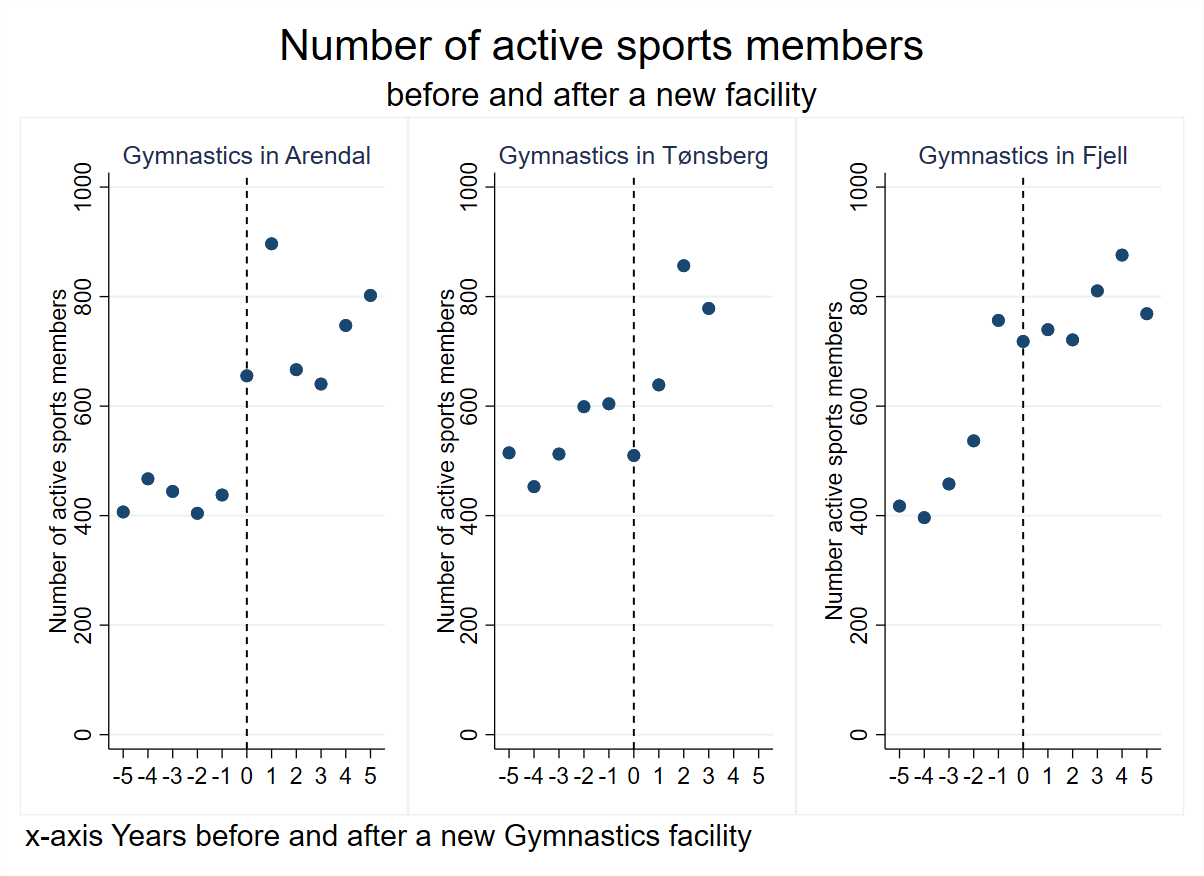 Number of active sports members
before and after a new facility
Gymnastics in Arendal
Number of active sports members
1000
800
600
400
200
0
-5 -4 -3 -2 -1 0 1 2 3 4 5
Gymnastics in Tønsberg
Number of active sports members
1000
800
600
400
200
0
-5 -4 -3 -2 -1 0 1 2 3 4 5
Gymnastics in Fjell
Number active sports members
1000
800
600
400
200
0
-5 -4 -3 -2 -1 0 1 2 3 4 5
x-axis Years before and after a new Gymnastics facility